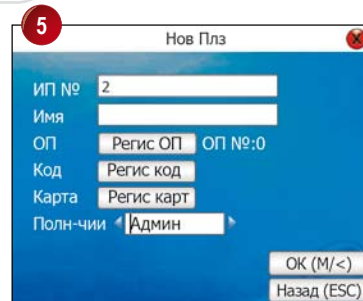 5
Нов Плз
ИП № 2
Имя
ОП Регис ОП ОП №:0
Код Регис код
Карта Регис карт
Полн-чии Админ
ОК (M/<)
Назад (ESC)